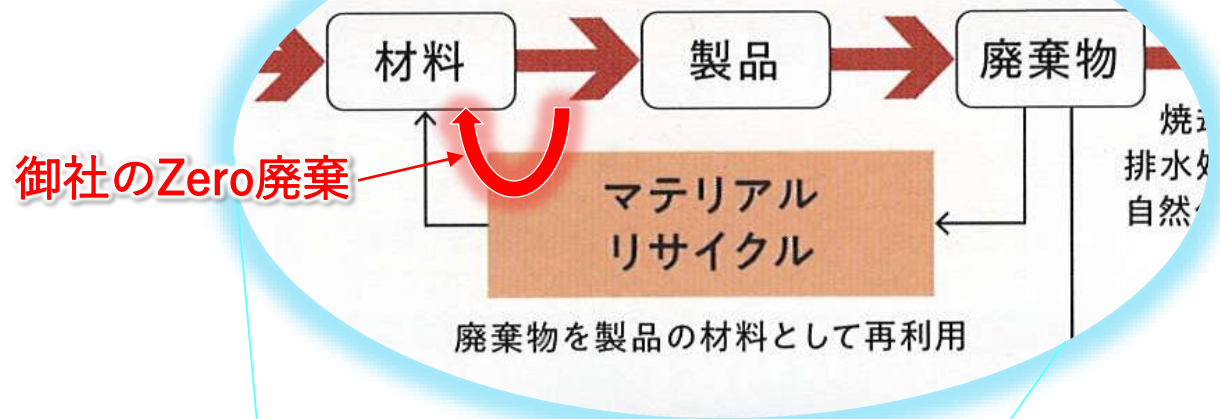 材料
製品
廃棄物
御社のZero廃棄
マテリアル
リサイクル
排水
自然
廃棄物を製品の材料として再利用